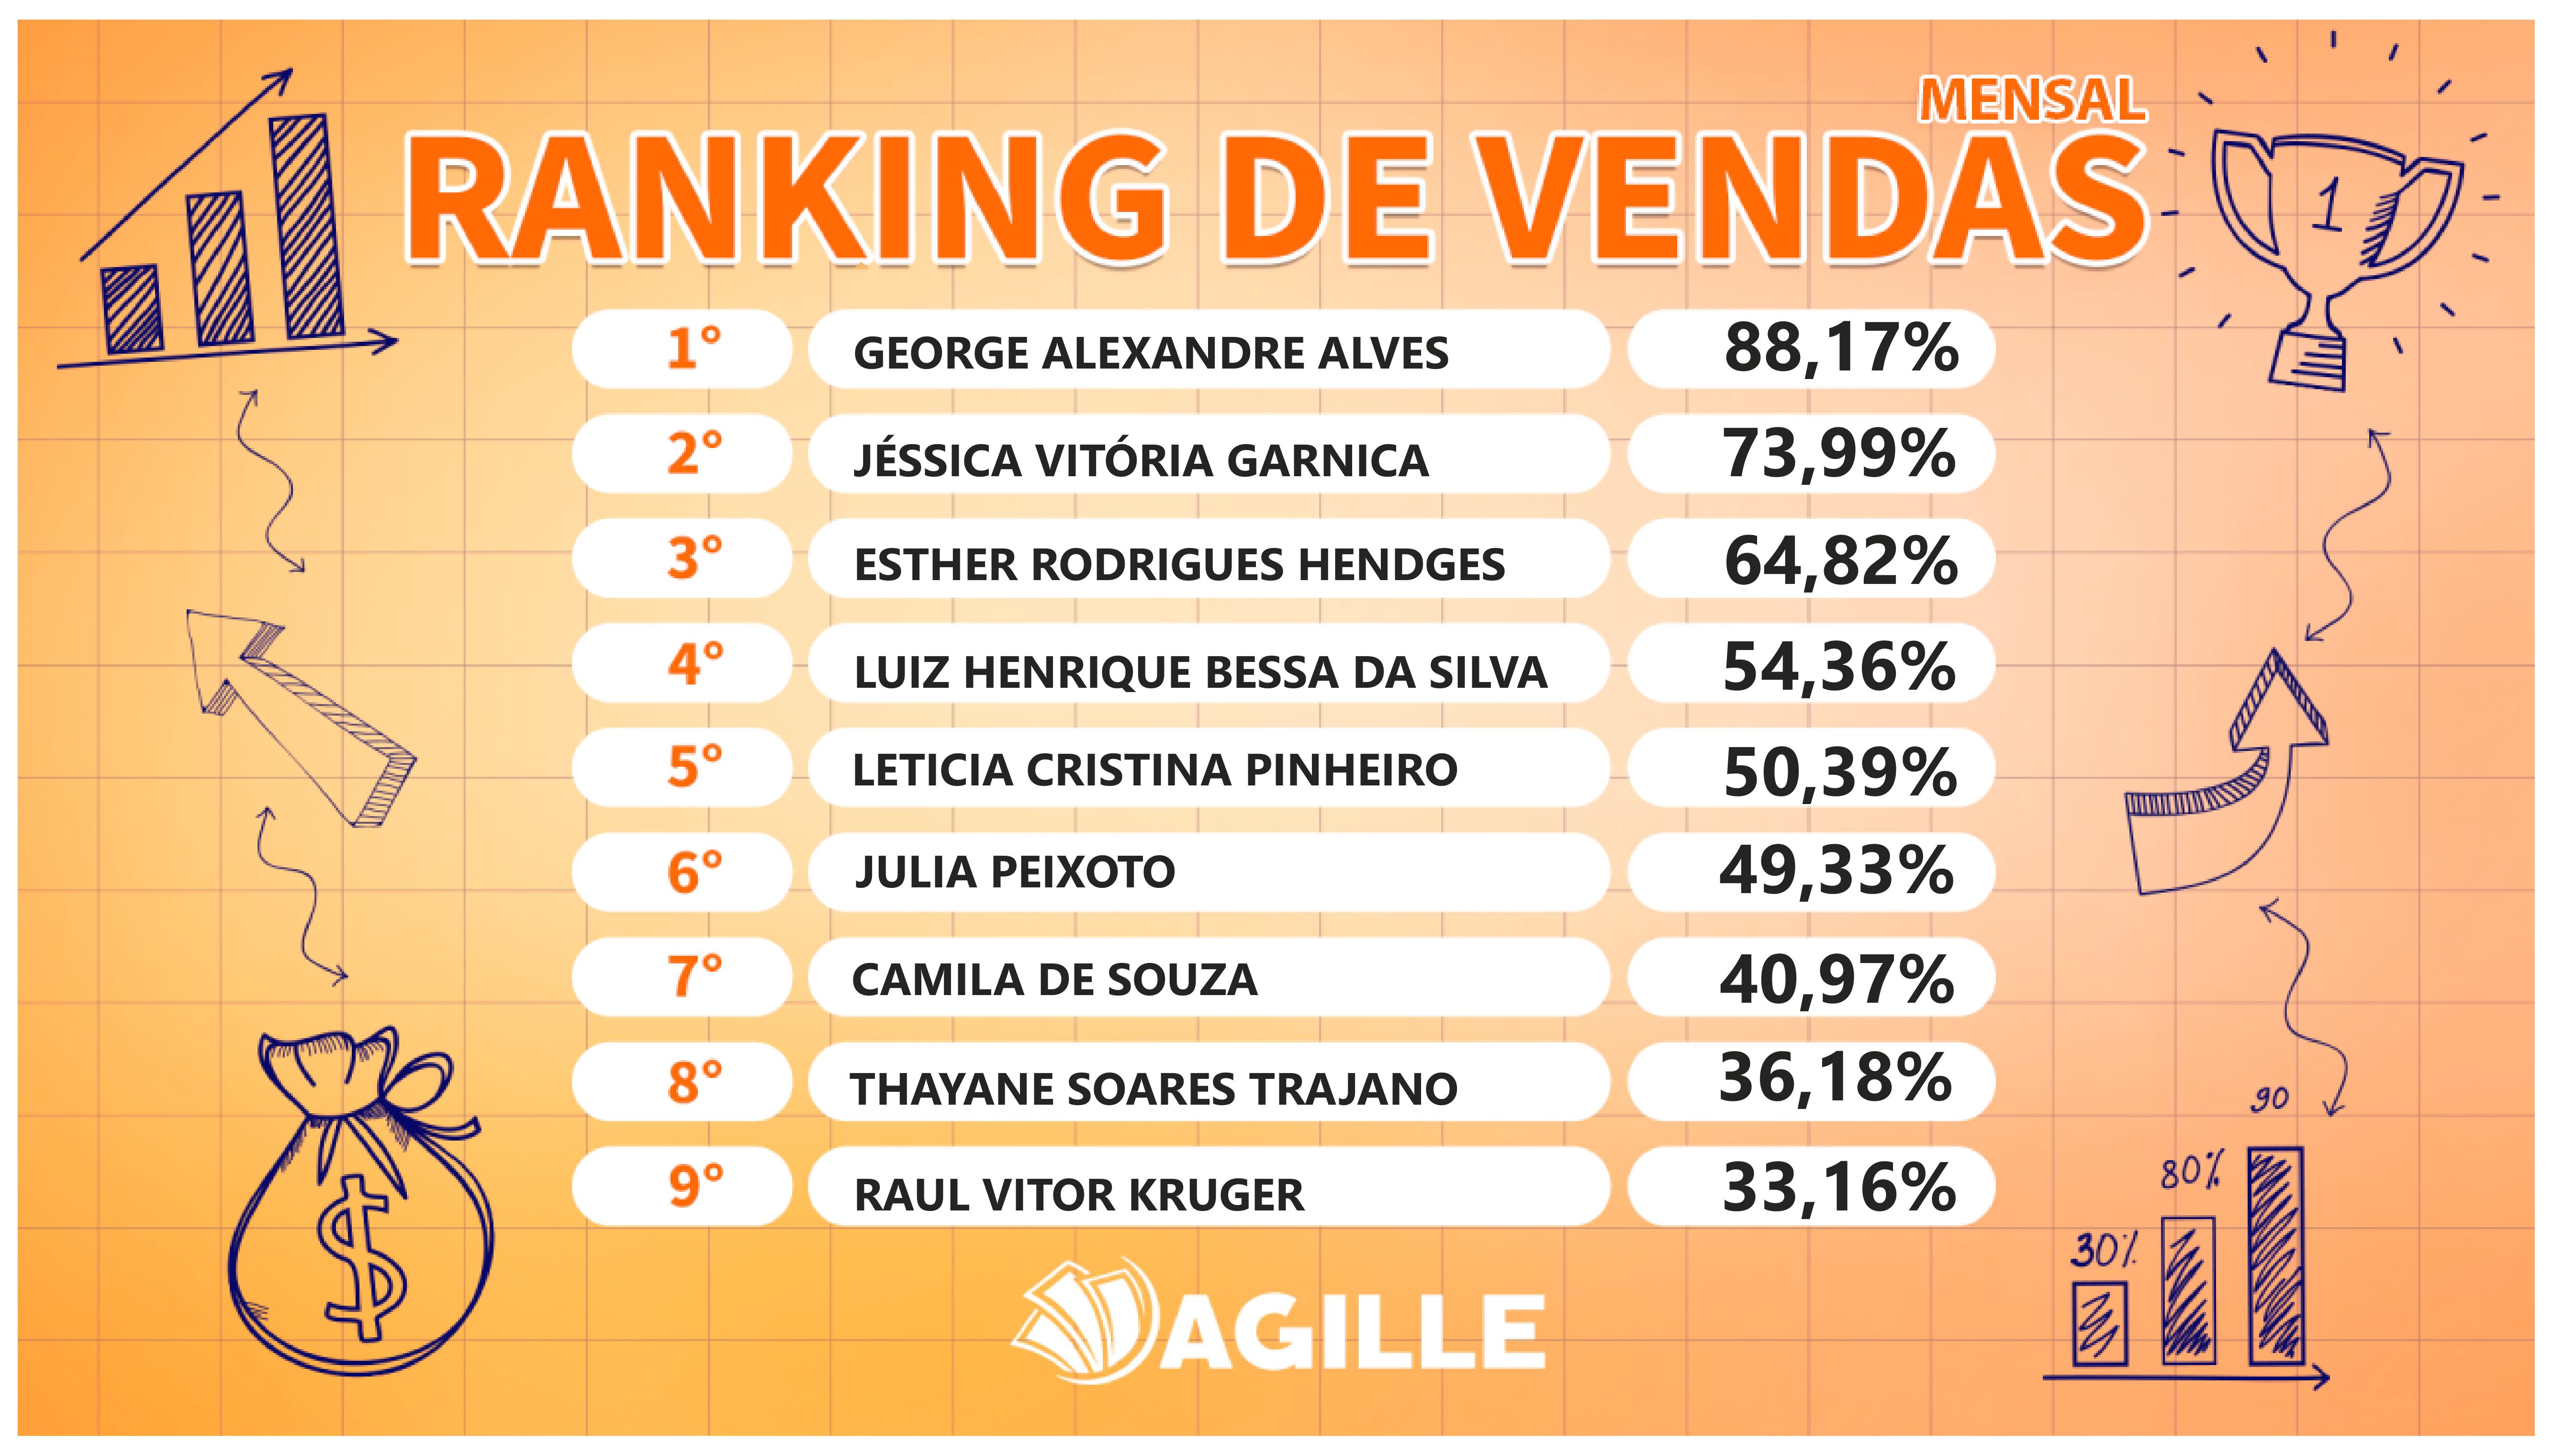 MENSAL
RANKING DE VENDAS
1
1° GEORGE ALEXANDRE ALVES 88,17%
2° JÉSSICA VITÓRIA GARNICA 73,99%
3° ESTHER RODRIGUES HENDGES 64,82%
4° LUIZ HENRIQUE BESSA DA SILVA 54,36%
5° LETICIA CRISTINA PINHEIRO 50,39%
6° JULIA PEIXOTO 49,33%
7° CAMILA DE SOUZA 40,97%
8° THAYANE SOARES TRAJANO 36,18%
9° RAUL VITOR KRUGER 33,16%
90
80%
30%
$
AGILLE